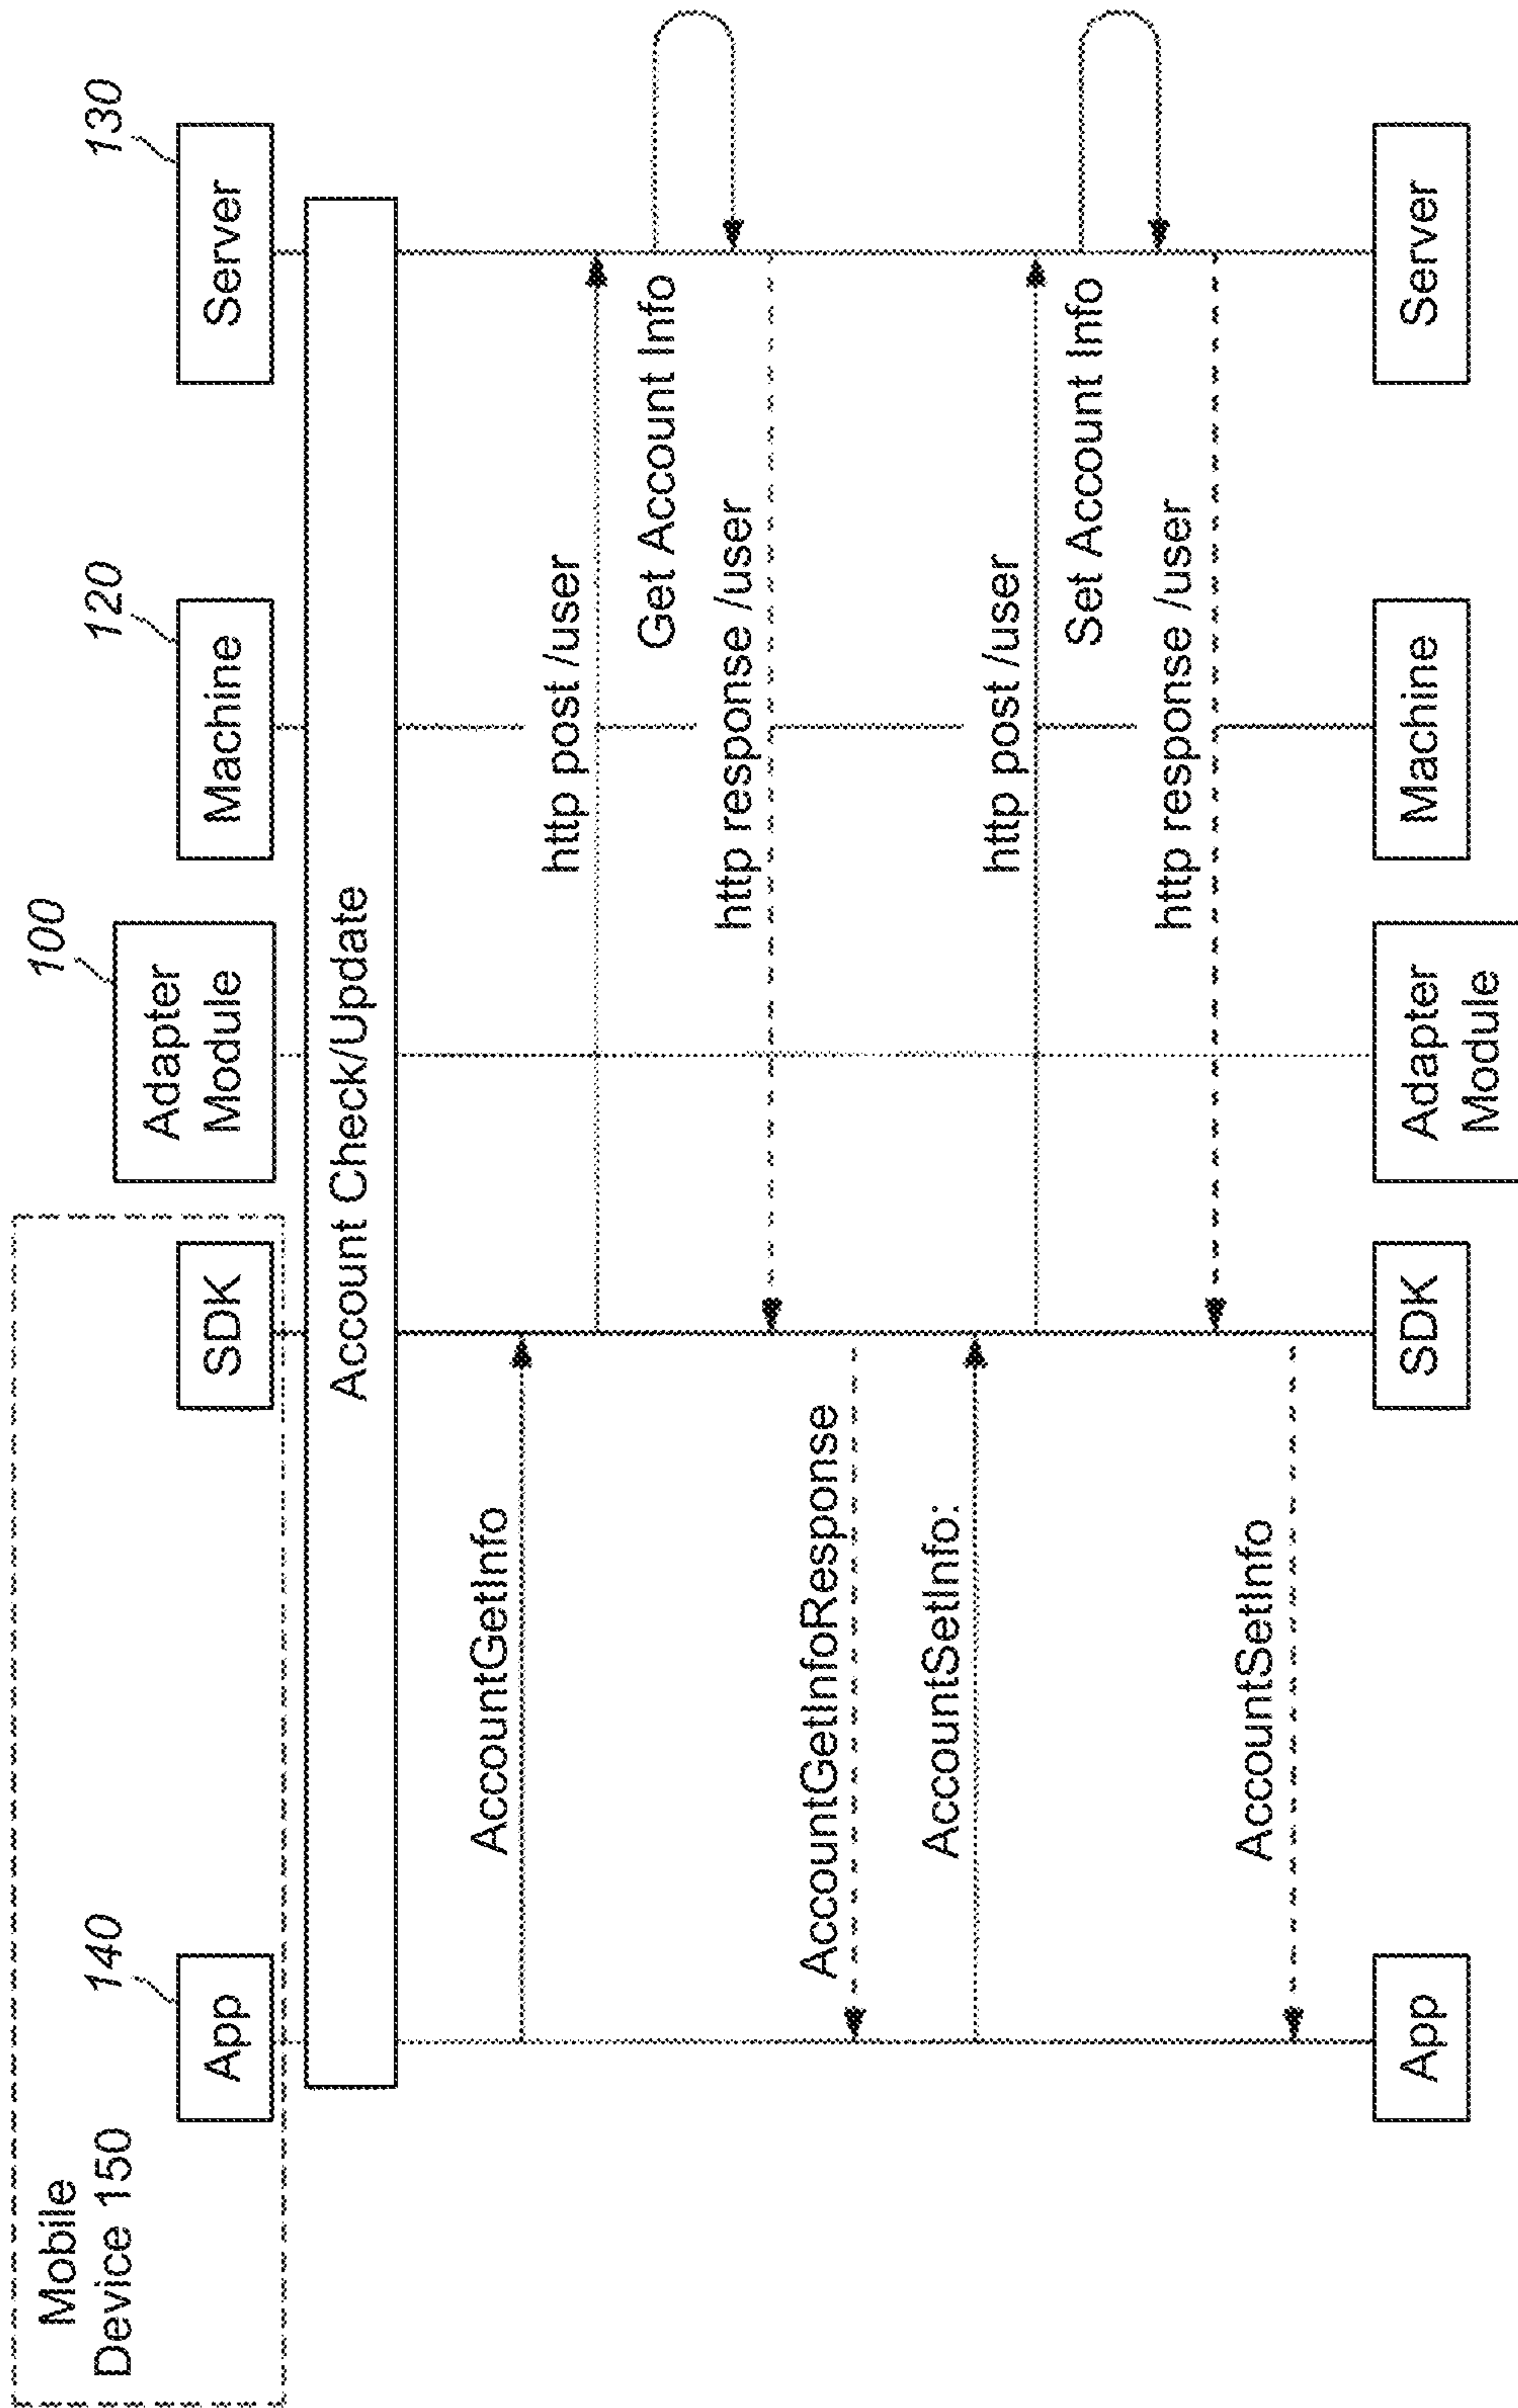 Mobile
Device 150
140
App
SDK
100
Adapter
Module
120
Machine
130
Server
Account Check/Update
AccountGetInfo
http post /user
Get Account Info
http response /user
AccountGetInfoResponse
AccountSetInfo:
http post /user
Set Account Info
http response /user
AccountSetInfo
App
SDK
Adapter
Module
Machine
Server